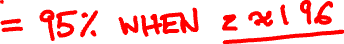 = 95% WHEN z ≈ 1 96